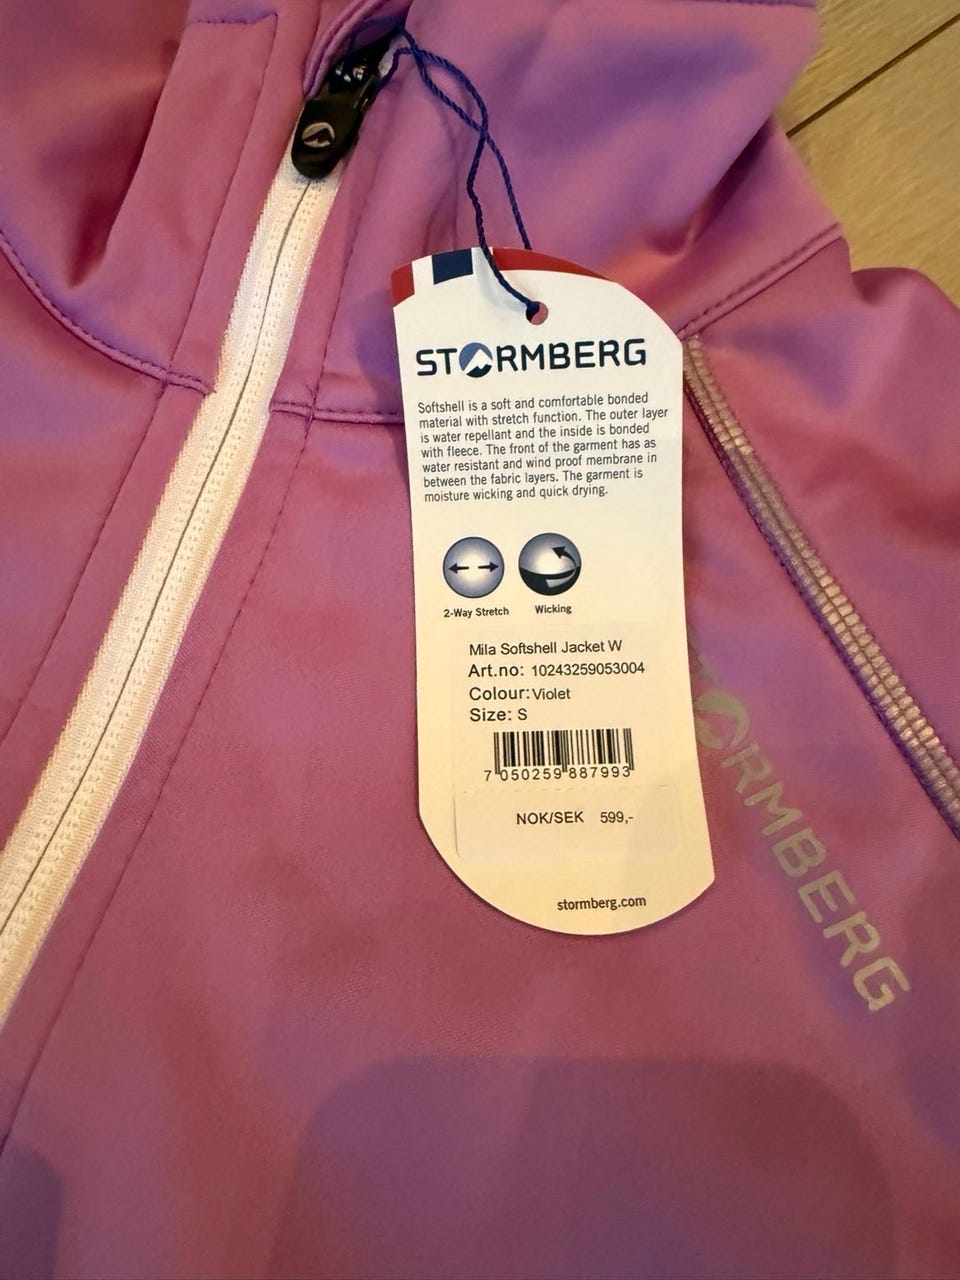 STORMBERG
Softshell is a soft and comfortable bonded
material with stretch function. The outer layer
is water repellant and the inside is bonded
with fleece. The front of the garment has as
water resistant and wind proof membrane in
between the fabric layers. The garment is
moisture wicking and quick drying.
2-Way Stretch
Wicking
Mila Softshell Jacket W
Art.no: 10243259053004
Colour: Violet
Size: S
7 050259 887993
NOK/SEK 599,-
stormberg.com
STORMBERG